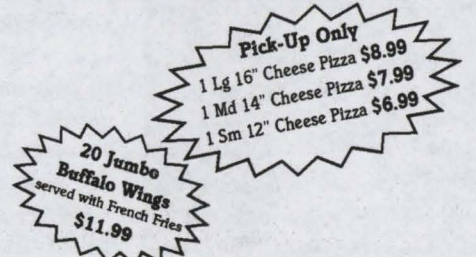 Pick-Up Only
1 Lg 16" Cheese Pizza $8.99
1 Md 14" Cheese Pizza $7.99
1 Sm 12" Cheese Pizza $6.99
20 Jumbo
Buffalo Wings
served with French Fries
$11.99